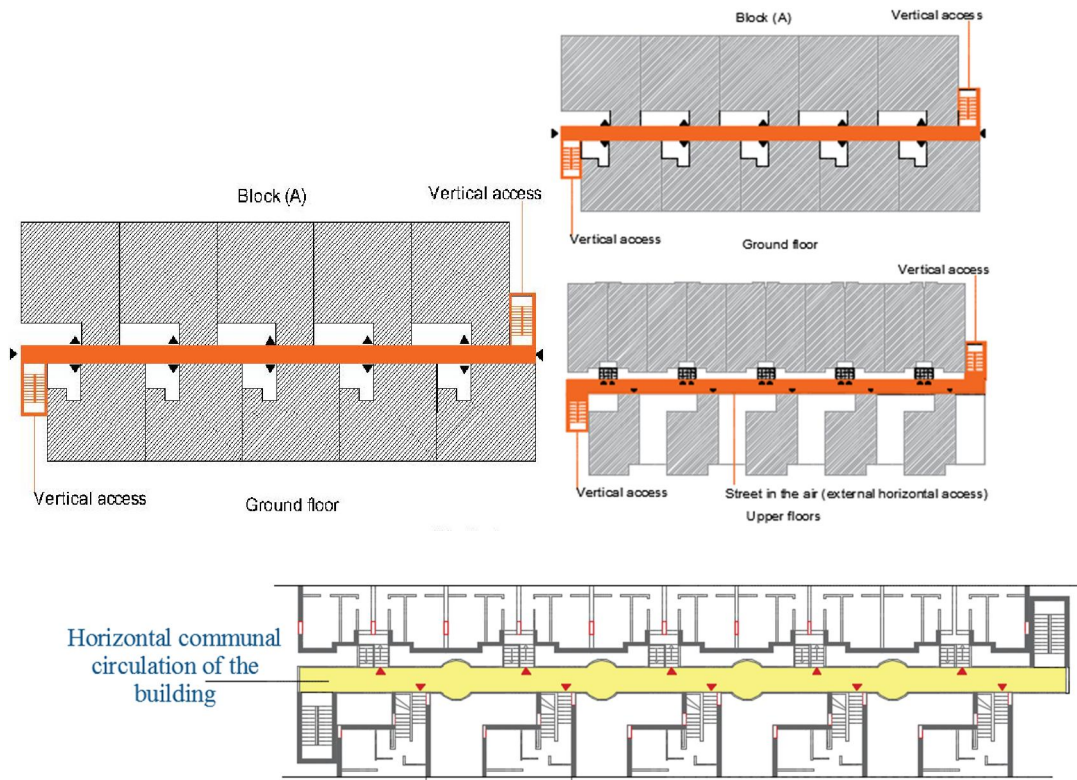 Block (A)
Vertical access
Vertical access
Ground floor
Block (A)
Vertical access
Vertical access
Ground floor
Vertical access
Vertical access
Street in the air (external horizontal access)
Upper floors
Horizontal communal
circulation of the
building